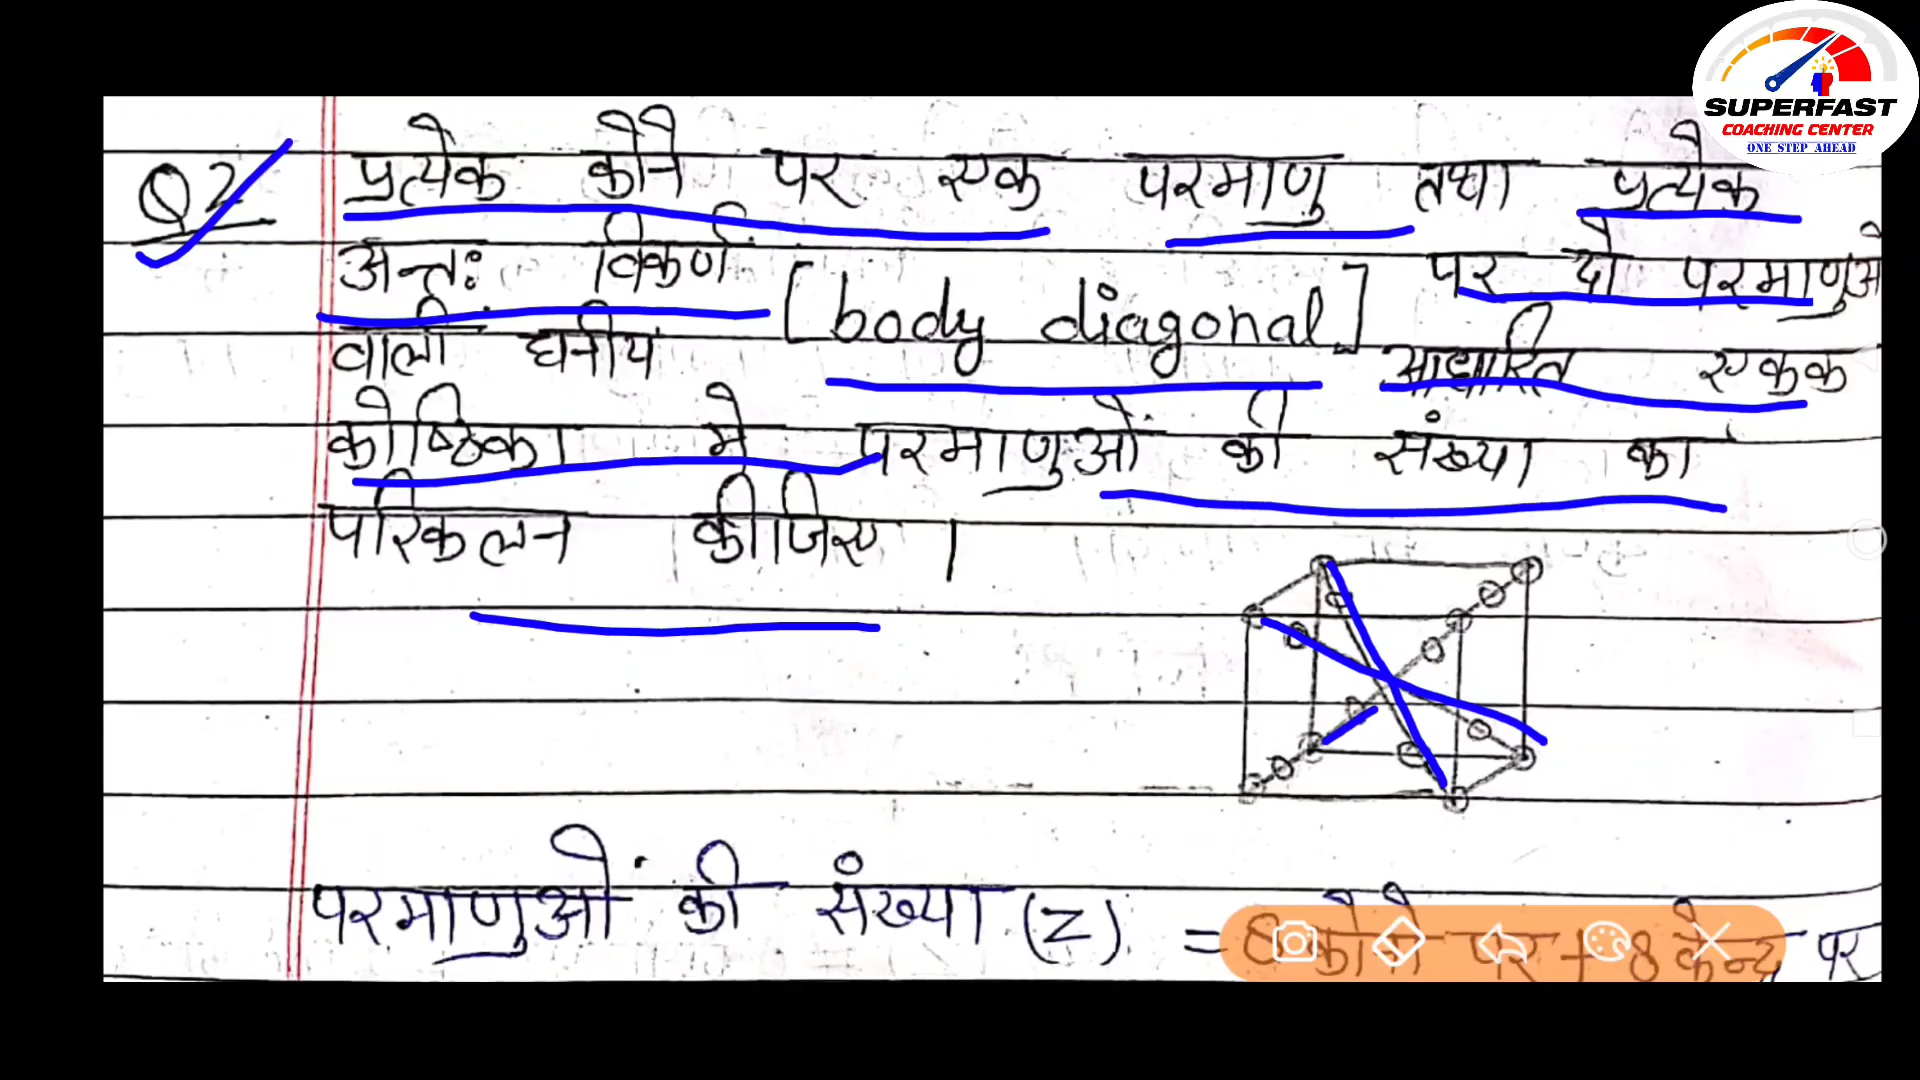 SUPERFAST
COACHING CENTER
ONE STEP AHEAD
Q2 प्रत्येक कोने पर एक परमाणु तथा प्रत्येक
अन्तः विकर्ण [body diagonal] पर दो परमाणुओ
वाली घनीय आधारित एकक
कोष्ठिका मे परमाणुओं की संख्या का
परिकलन कीजिए ।
परमाणुओं की संख्या (Z) = 8 कोने पर + 8 केन्द्र पर